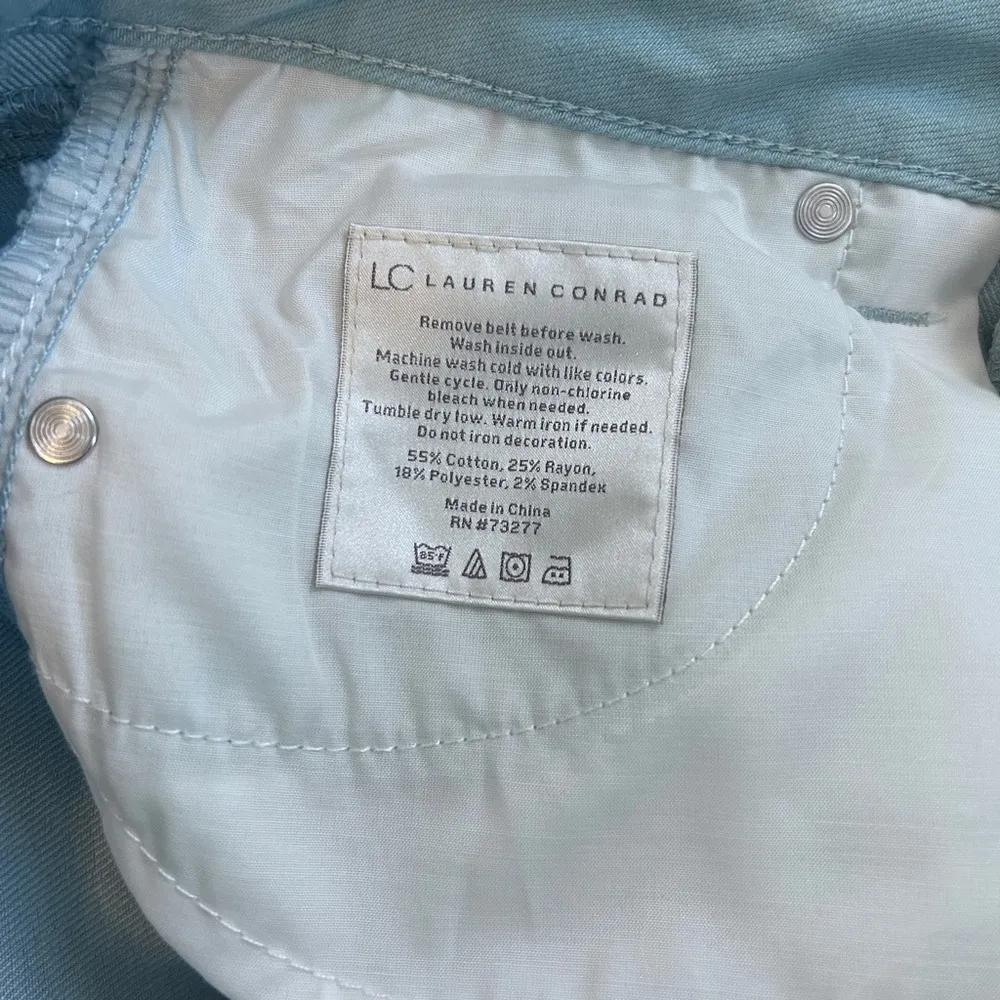 LC LAUREN CONRAD
Remove belt before wash.
Wash inside out.
Machine wash cold with like colors.
Gentle cycle. Only non-chlorine
bleach when needed.
Tumble dry low. Warm iron if needed.
Do not iron decoration.
55% Cotton, 25% Rayon,
18% Polyester, 2% Spandex
Made in China
RN #73277
85°F